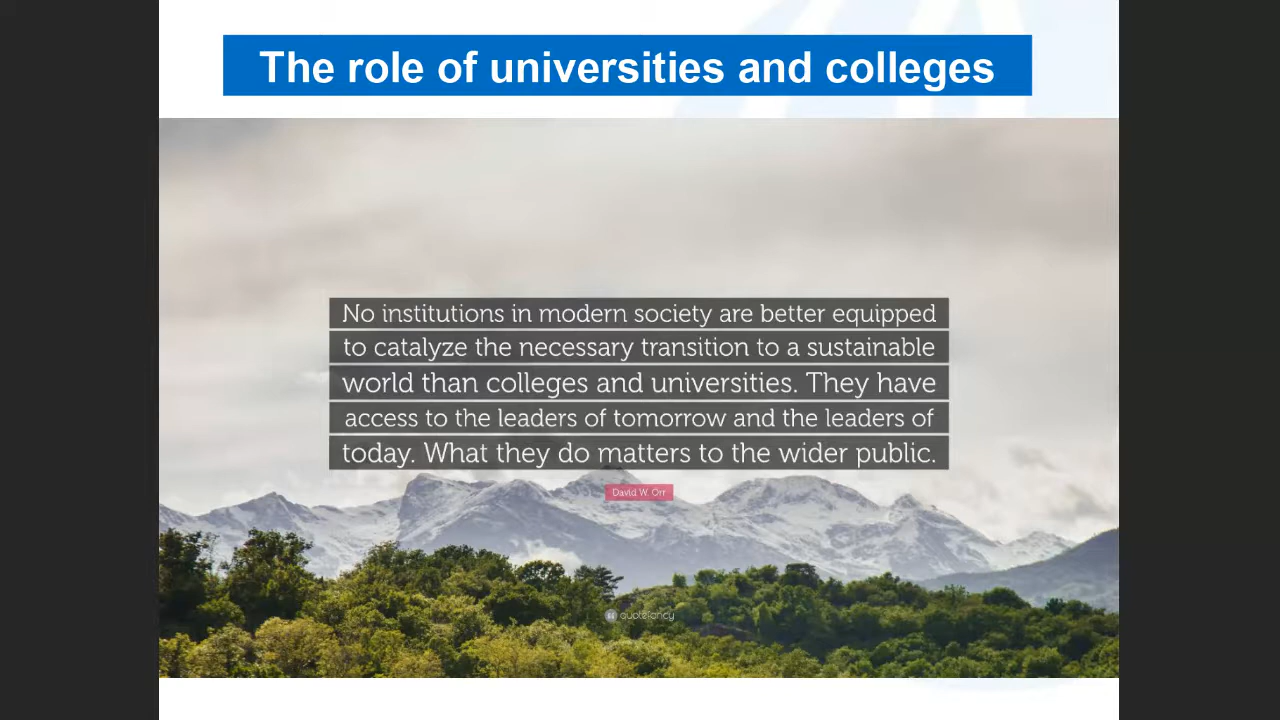 The role of universities and colleges
No institutions in modern society are better equipped
to catalyze the necessary transition to a sustainable
world than colleges and universities. They have
access to the leaders of tomorrow and the leaders of
today. What they do matters to the wider public.
David W. Orr
quotefancy